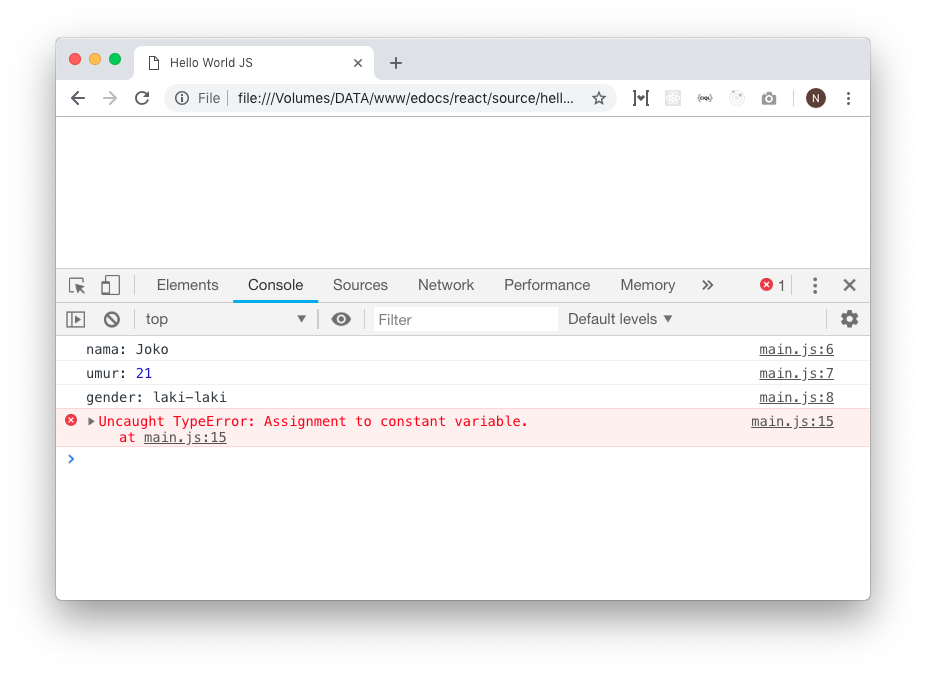 Hello World JS
File file:///Volumes/DATA/www/edocs/react/source/hell...
N
Elements Console Sources Network Performance Memory » 1
top Filter Default levels
nama: Joko main.js:6
umur: 21 main.js:7
gender: laki-laki main.js:8
Uncaught TypeError: Assignment to constant variable. main.js:15
at main.js:15